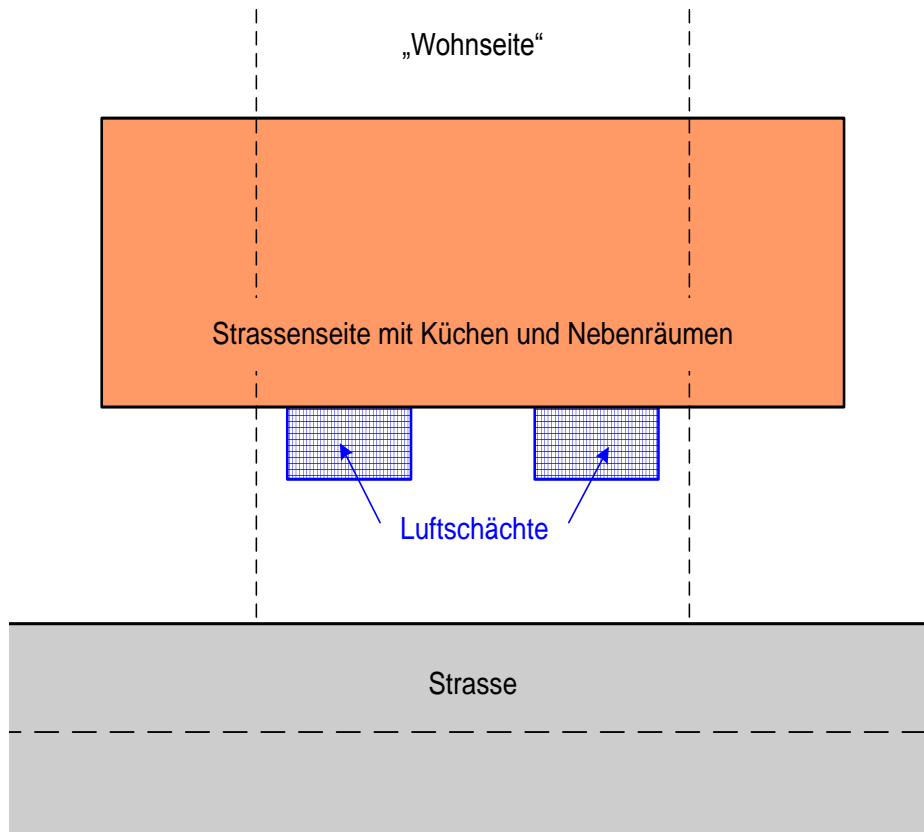 „Wohnseite“
Strassenseite mit Küchen und Nebenräumen
Luftschächte
Strasse